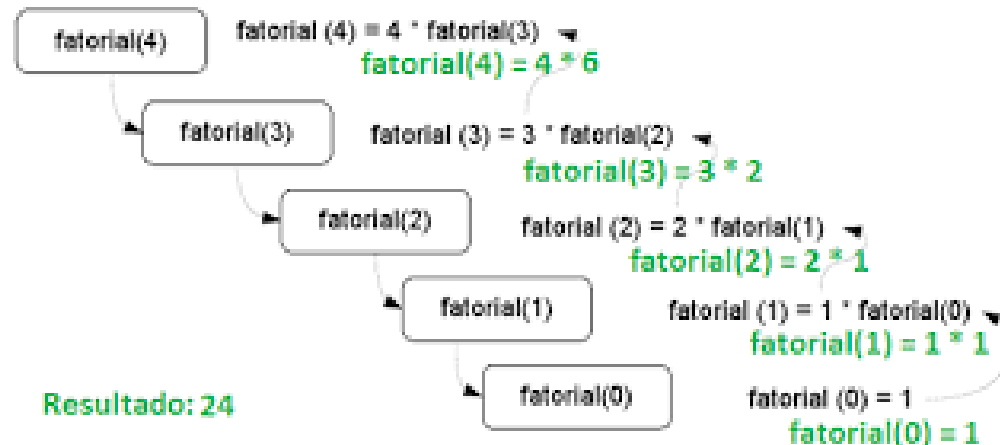 fatorial(4)
fatorial (4) = 4 * fatorial(3)
fatorial(4) = 4 * 6
fatorial(3)
fatorial (3) = 3 * fatorial(2)
fatorial(3) = 3 * 2
fatorial(2)
fatorial (2) = 2 * fatorial(1)
fatorial(2) = 2 * 1
fatorial(1)
fatorial (1) = 1 * fatorial(0)
fatorial(1) = 1 * 1
fatorial(0)
fatorial (0) = 1
fatorial(0) = 1
Resultado: 24